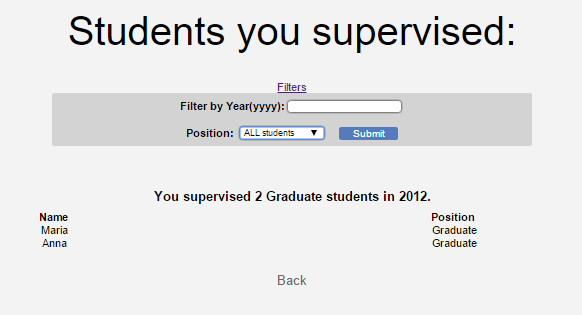 Students you supervised:
Filters
Filter by Year(yyyy):
Position: ALL students Submit
You supervised 2 Graduate students in 2012.
Name Position
Maria Graduate
Anna Graduate
Back